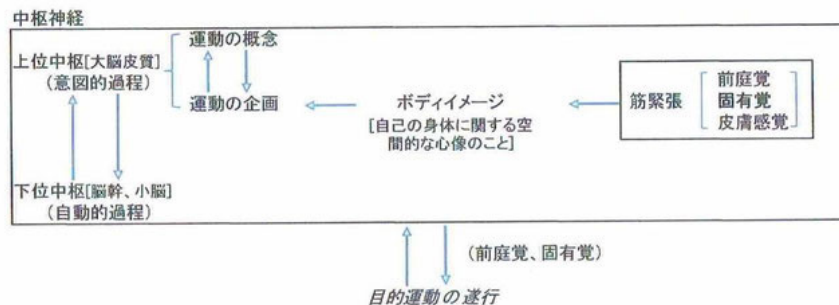 中枢神経
運動の概念
上位中枢[大脳皮質]
(意図的過程)
運動の企画
ボディイメージ
[自己の身体に関する空
間的な心像のこと]
筋緊張
前庭覚
固有覚
皮膚感覚
下位中枢[脳幹、小脳]
(自動的過程)
(前庭覚、固有覚)
目的運動の遂行